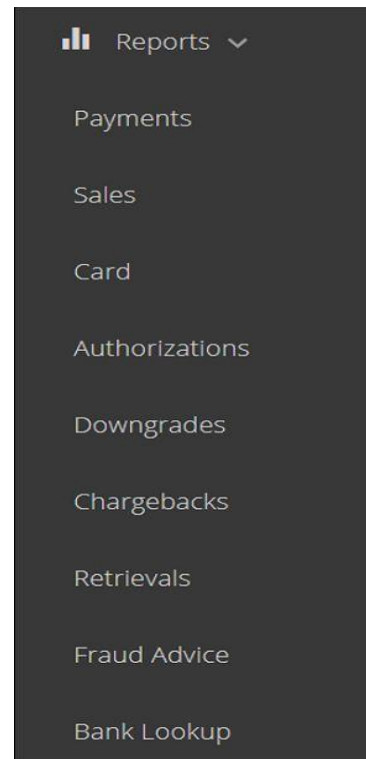 Reports
Payments
Sales
Card
Authorizations
Downgrades
Chargebacks
Retrievals
Fraud Advice
Bank Lookup